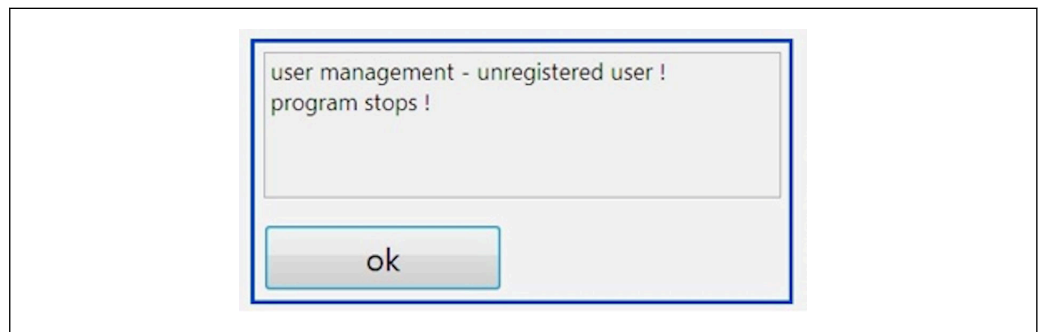 user management - unregistered user !
program stops !
ok